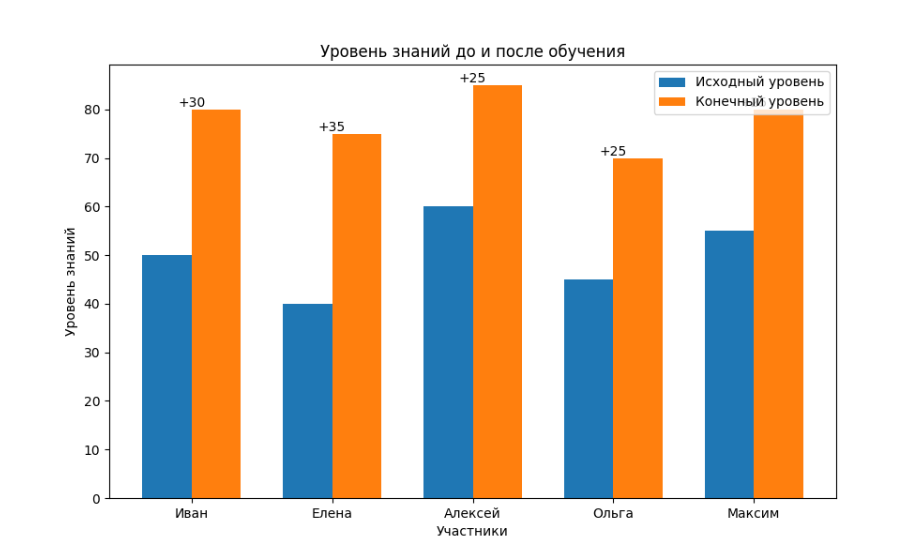 Уровень знаний до и после обучения
Исходный уровень
Конечный уровень
+30
+35
+25
+25
Уровень знаний
80
70
60
50
40
30
20
10
0
Иван
Елена
Алексей
Ольга
Максим
Участники